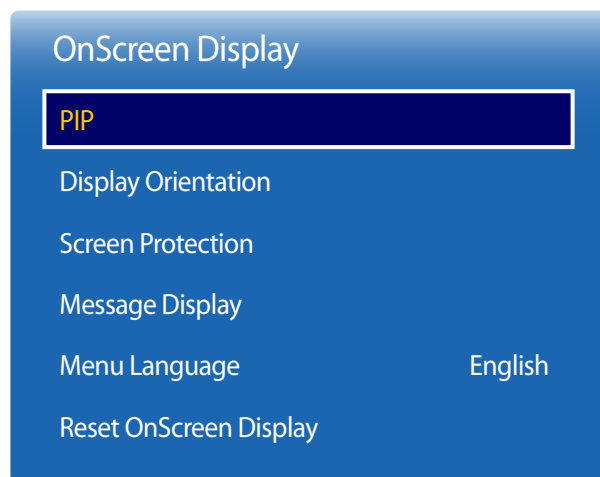 OnScreen Display
PIP
Display Orientation
Screen Protection
Message Display
Menu Language English
Reset OnScreen Display